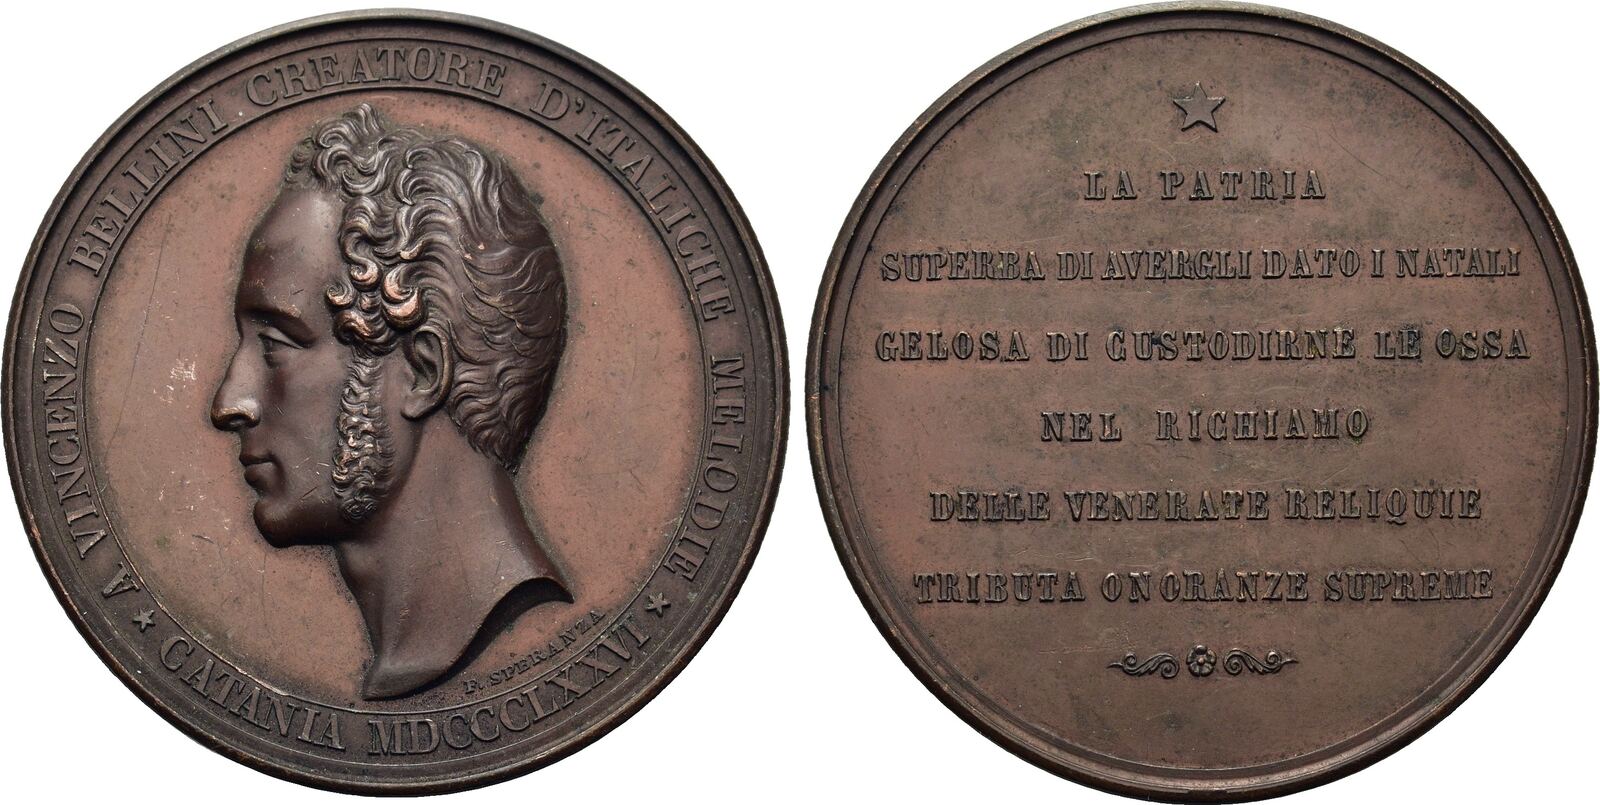 A VINCENZO BELLINI CREATORE D'ITALICHE MELODIE
CATANIA MDCCCLXXVI
F. SPERANZA
LA PATRIA
SUPERBA DI AVERGLI DATO I NATALI
GELOSA DI CUSTODIRNE LE OSSA
NEL RICHIAMO
DELLE VENERATE RELIQUIE
TRIBUTA ONORANZE SUPREME